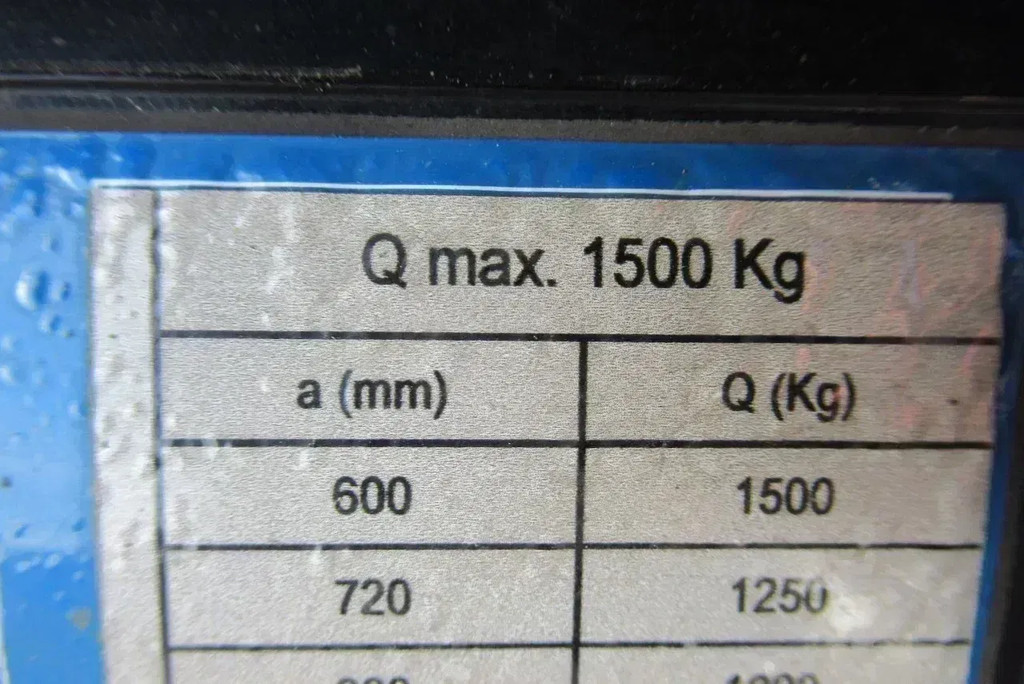 Q max. 1500 Kg
a (mm) Q (Kg)
600 1500
720 1250